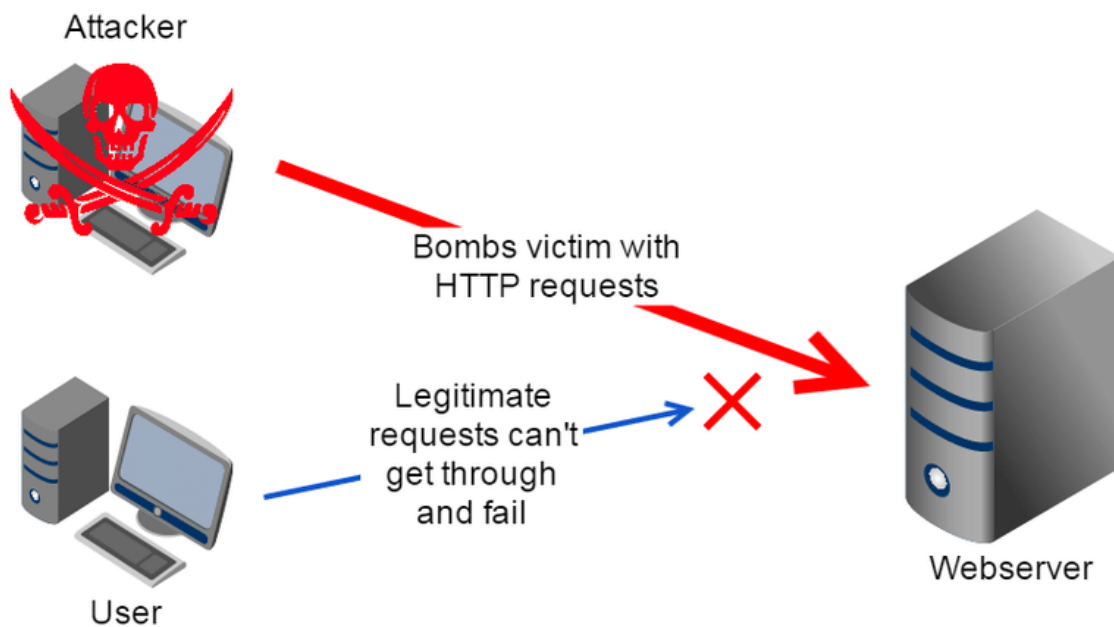 Attacker
Bombs victim with
HTTP requests
Legitimate
requests can't
get through
and fail
Webserver
User